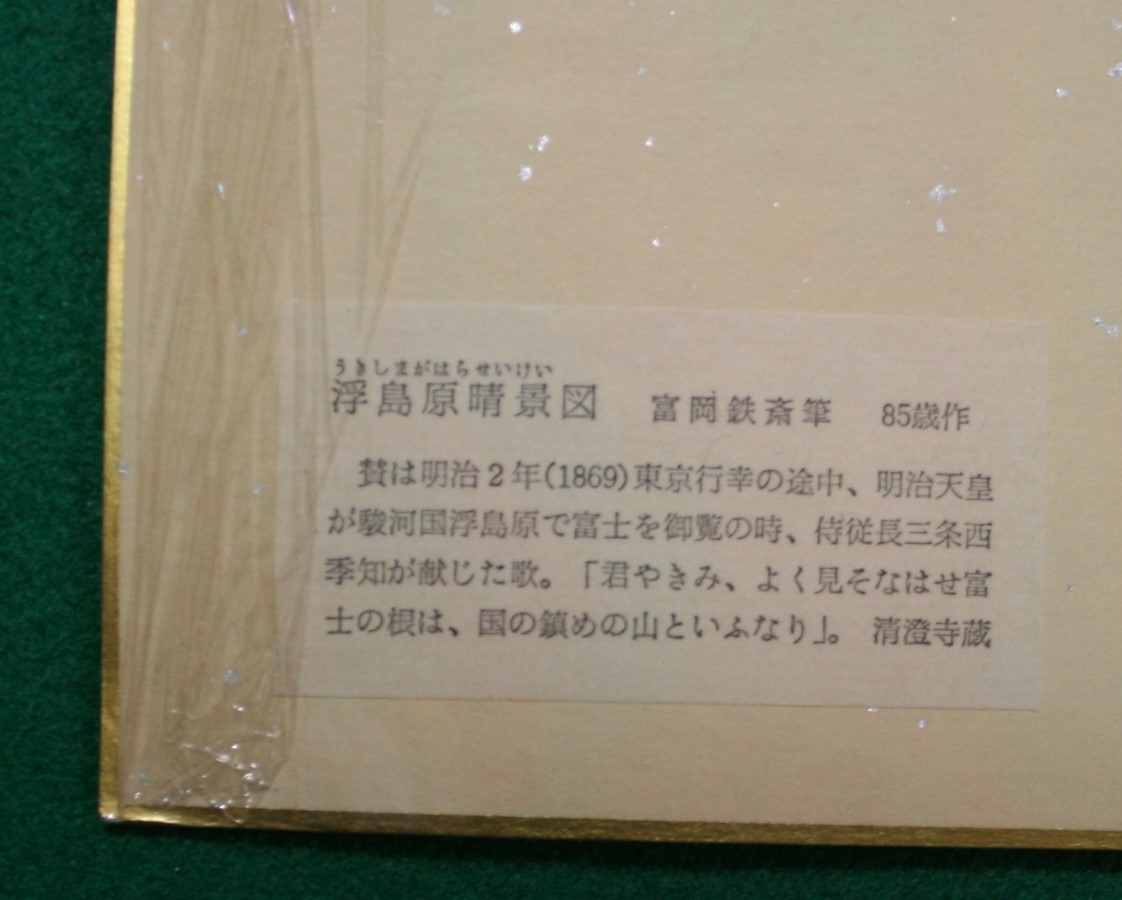 うきしまがはらせいけい
浮島原晴景図 富岡鉄斎筆 85歳作
賛は明治2年(1869)東京行幸の途中、明治天皇
が駿河国浮島原で富士を御覧の時、侍従長三条西
季知が献じた歌。「君やきみ、よく見そなはせ富
士の根は、国の鎮めの山といふなり」。 清澄寺蔵